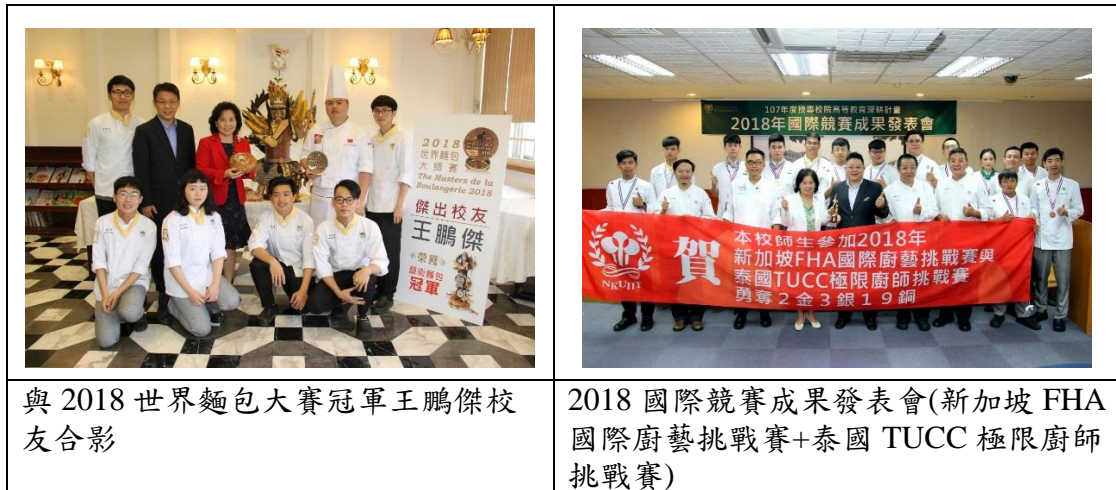 2018
世界麵包
大師賽
The Masters de la
Boulangerie 2018
傑出校友
王鵬傑
榮獲
藝術麵包
冠軍
107年度技專校院高等教育深耕計畫
2018年國際競賽成果發表會
賀
本校師生參加2018年
新加坡FHA國際廚藝挑戰賽與
泰國TUCC極限廚師挑戰賽
勇奪2金3銀19銅
NKUHT
與 2018 世界麵包大賽冠軍王鵬傑校
友合影
2018 國際競賽成果發表會(新加坡 FHA
國際廚藝挑戰賽+泰國 TUCC 極限廚師
挑戰賽)